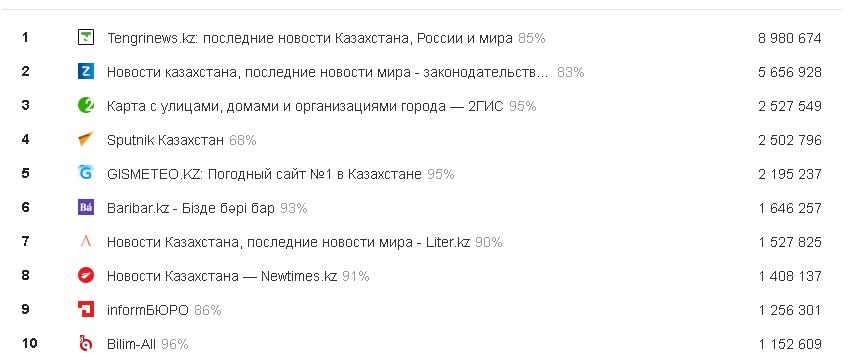 1 Tengrinews.kz: последние новости Казахстана, России и мира 85% 8 980 674
2 Z Новости казахстана, последние новости мира - законодательств... 83% 5 656 928
3 2 Карта с улицами, домами и организациями города — 2ГИС 95% 2 527 549
4 Sputnik Казахстан 68% 2 502 796
5 G GISMETEO.KZ: Погодный сайт №1 в Казахстане 95% 2 195 237
6 Bá Baribar.kz - Бізде бәрі бар 93% 1 646 257
7 Новости Казахстана, последние новости мира - Liter.kz 90% 1 527 825
8 Новости Казахстана — Newtimes.kz 91% 1 408 137
9 informБЮРО 86% 1 256 301
10 Bilim-All 96% 1 152 609